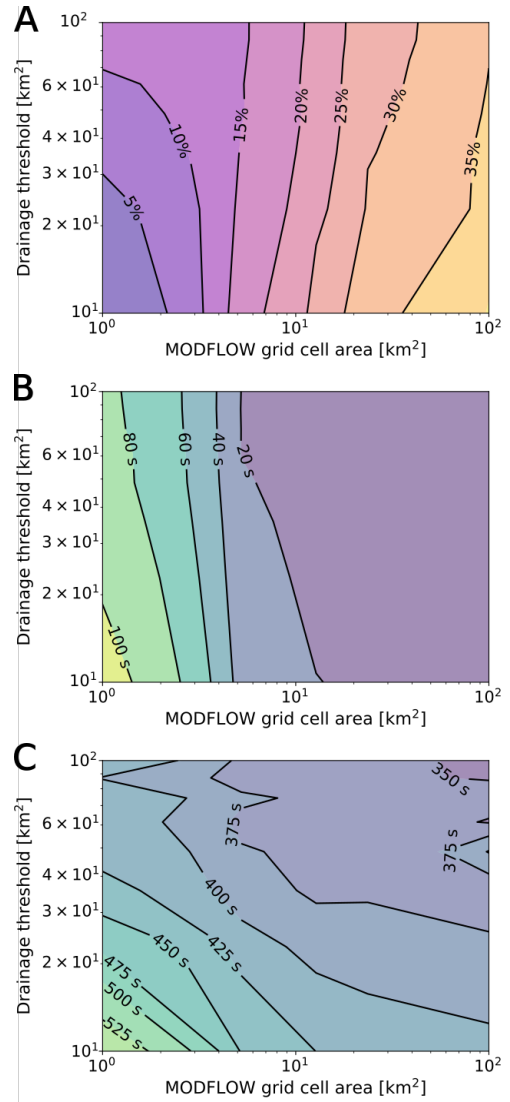 A
10²
6 × 10¹
4 × 10¹
3 × 10¹
2 × 10¹
10¹
Drainage threshold [km²]
5%
10%
15%
20%
25%
30%
35%
10⁰
10¹
10²
MODFLOW grid cell area [km²]
B
10²
6 × 10¹
4 × 10¹
3 × 10¹
2 × 10¹
10¹
Drainage threshold [km²]
100 s
80 s
60 s
40 s
20 s
10⁰
10¹
10²
MODFLOW grid cell area [km²]
C
10²
6 × 10¹
4 × 10¹
3 × 10¹
2 × 10¹
10¹
Drainage threshold [km²]
350 s
375 s
375 s
400 s
425 s
450 s
475 s
500 s
525 s
10⁰
10¹
10²
MODFLOW grid cell area [km²]